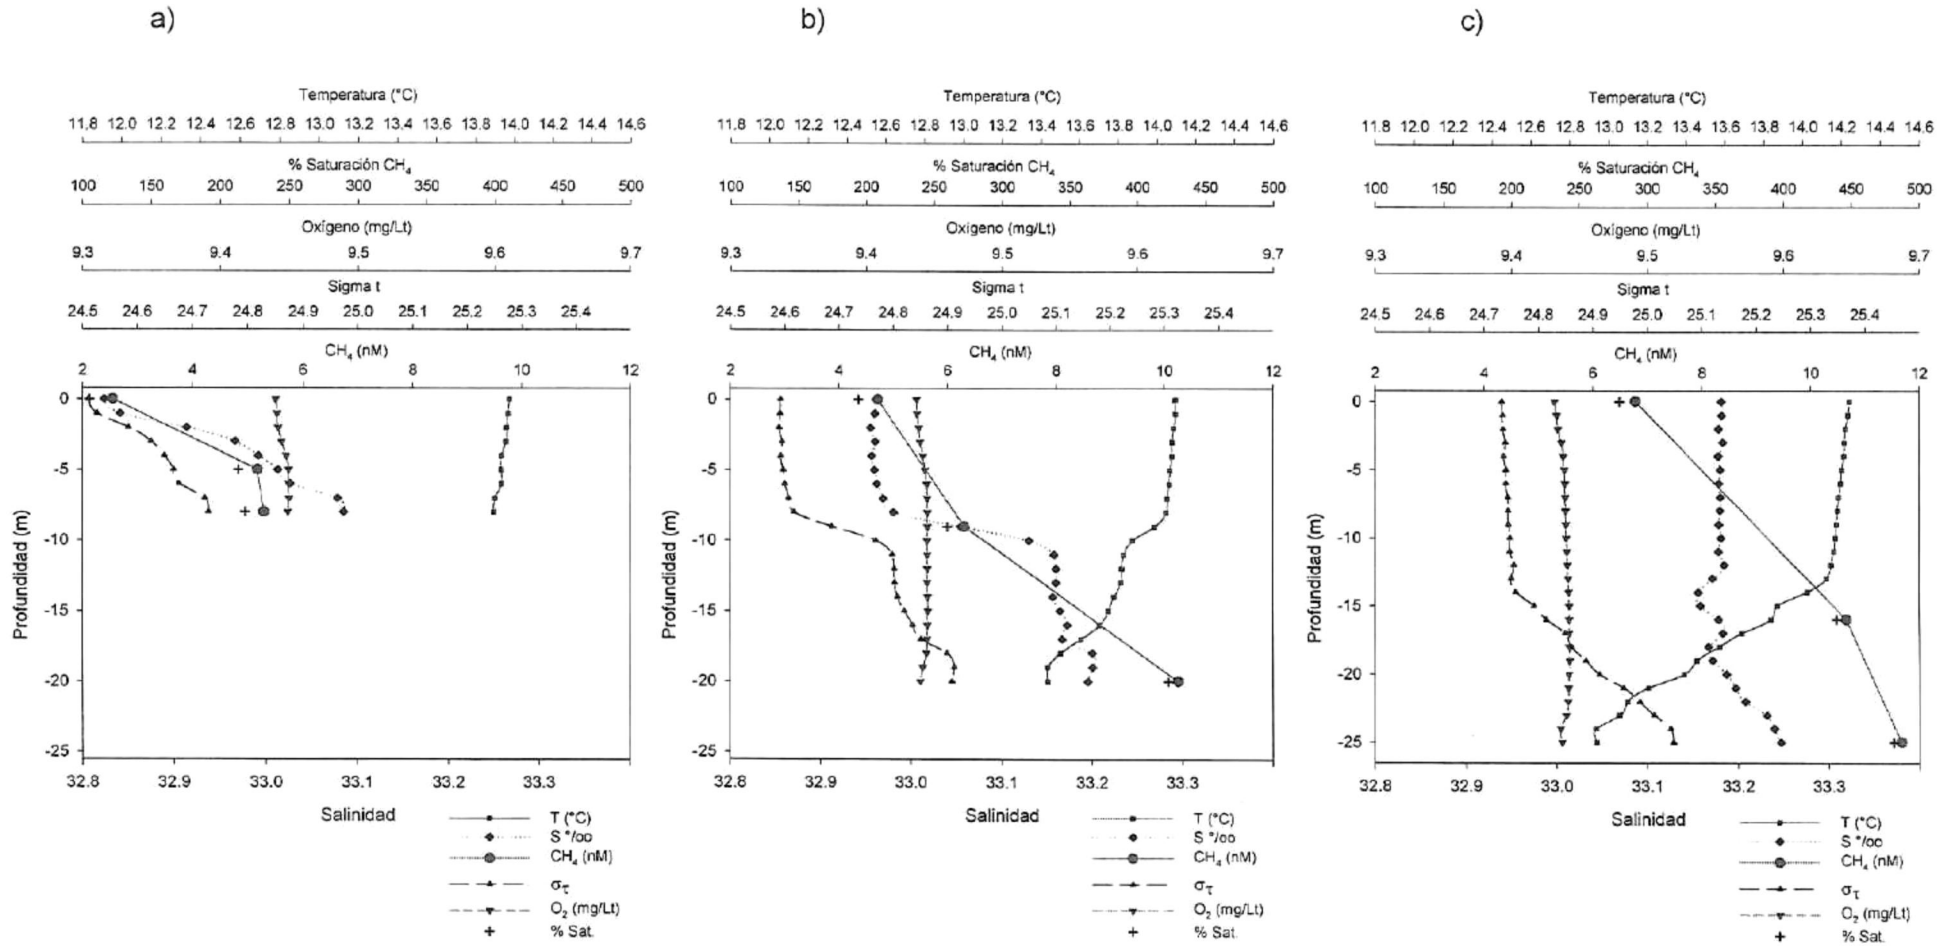 a)
Temperatura (°C)
11,8 12.0 12.2 12.4 12.6 12.8 13.0 13.2 13.4 13.6 14.0 14.2 14.4 14.6
% Saturación CH₄
100 150 200 250 300 350 400 450 500
Oxígeno (mg/Lt)
9.3 9.4 9.5 9.6 9.7
Sigma t
24.5 24.6 24.7 24.8 24.9 25.0 25.1 25.2 25.3 25.4
CH₄ (nM)
2 4 6 8 10 12
Profundidad (m)
0
-5
-10
-15
-20
-25
32.8 32.9 33.0 33.1 33.2 33.3
Salinidad
T (°C)
S °/oo
CH₄ (nM)
στ
O₂ (mg/Lt)
% Sat.
b)
Temperatura (°C)
11.8 12.0 12.2 12.4 12.6 13.0 13.2 13.4 13.6 13.8 14.0 14.2 14.4 14.6
% Saturación CH₄
100 150 200 250 300 350 400 450 500
Oxigeno (mg/Lt)
9.3 9.4 9.5 9.6 9.7
Sigma t
24.5 24.6 24.7 24.8 24.9 25.0 25.1 25.2 25.3 25.4
CH₄ (nM)
2 4 6 8 10 12
Profundidad (m)
0
-5
-10
-15
-20
-25
32.8 32.9 33.0 33.1 33.2 33.3
Salinidad
T (°C)
S °/oo
CH₄ (nM)
στ
O₂ (mg/Lt)
% Sat.
c)
Temperatura (°C)
11.8 12.0 12.2 12.4 12.6 12.8 13.0 13.2 13.4 13.6 13.8 14.0 14.2 14.4 14.6
% Saturación CH₄
100 150 200 250 300 350 400 450 500
Oxígeno (mg/Lt)
9.3 9.4 9.5 9.6 9.7
Sigma t
24.5 24.6 24.7 24.8 24.9 25.0 25.1 25.2 25.3 25.4
CH₄ (nM)
2 4 6 8 10 12
Profundidad (m)
0
-5
-10
-15
-20
-25
32.8 32.9 33.0 33.1 33.2 33.3
Salinidad
T (°C)
S °/oo
CH₄ (nM)
στ
O₂ (mg/Lt)
% Sat.